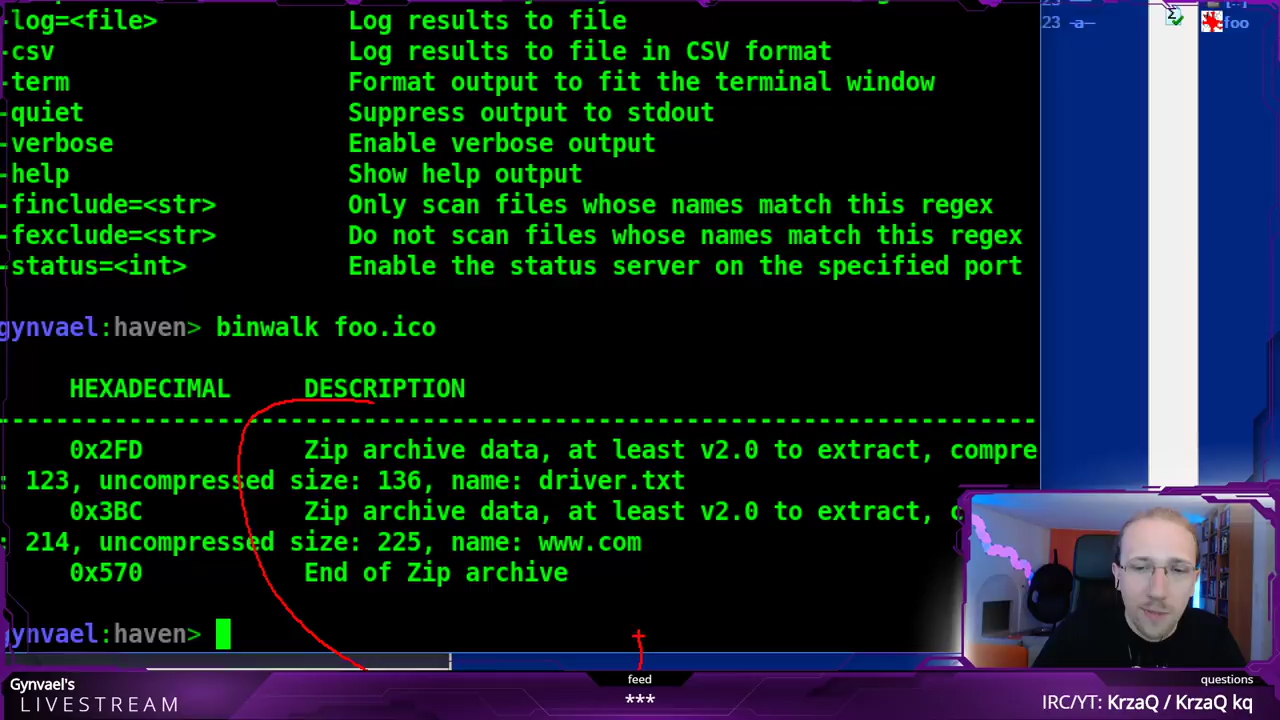 -log=<file> Log results to file
-csv Log results to file in CSV format
-term Format output to fit the terminal window
-quiet Suppress output to stdout
-verbose Enable verbose output
-help Show help output
-finclude=<str> Only scan files whose names match this regex
-fexclude=<str> Do not scan files whose names match this regex
-status=<int> Enable the status server on the specified port
gynvael:haven> binwalk foo.ico
HEXADECIMAL DESCRIPTION
--------------------------------------------------------------------------------
0x2FD Zip archive data, at least v2.0 to extract, compre
: 123, uncompressed size: 136, name: driver.txt
0x3BC Zip archive data, at least v2.0 to extract,
: 214, uncompressed size: 225, name: www.com
0x570 End of Zip archive
gynvael:haven>
23 -a-
foo
Gynvael's
LIVESTREAM
feed
***
questions
IRC/YT: KrzaQ / KrzaQ kq